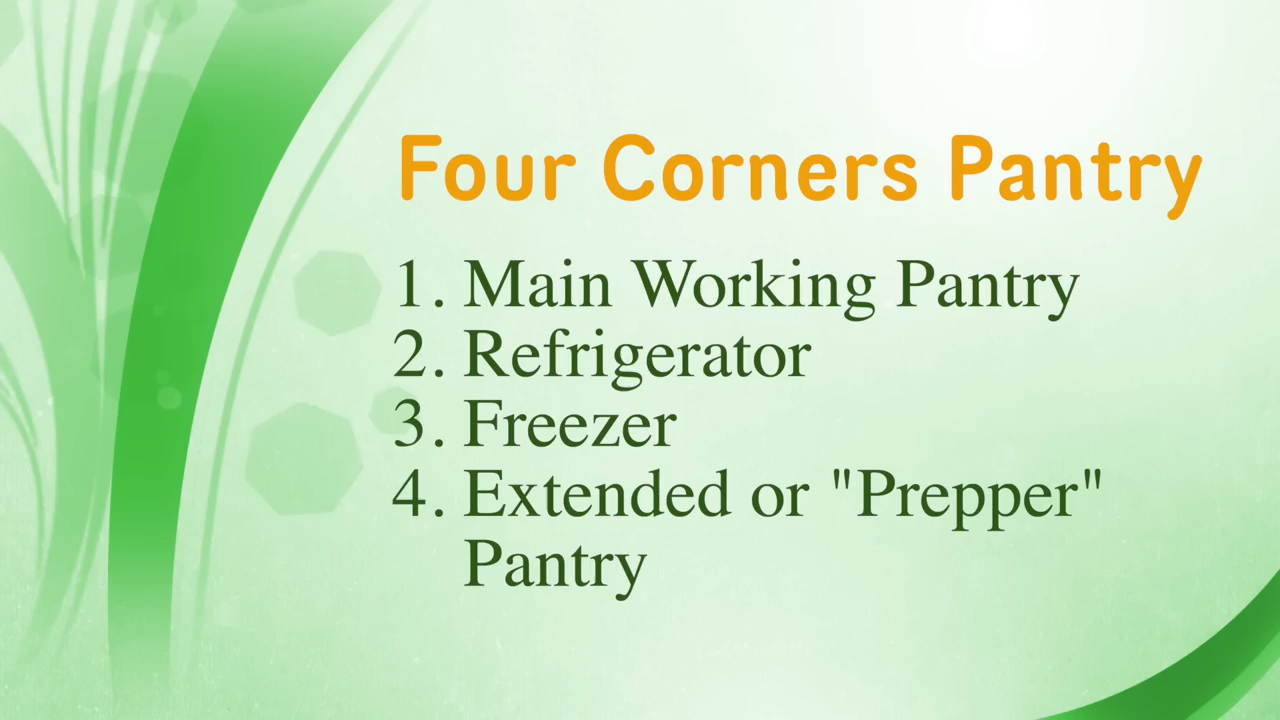 Four Corners Pantry
1. Main Working Pantry
2. Refrigerator
3. Freezer
4. Extended or "Prepper"
Pantry